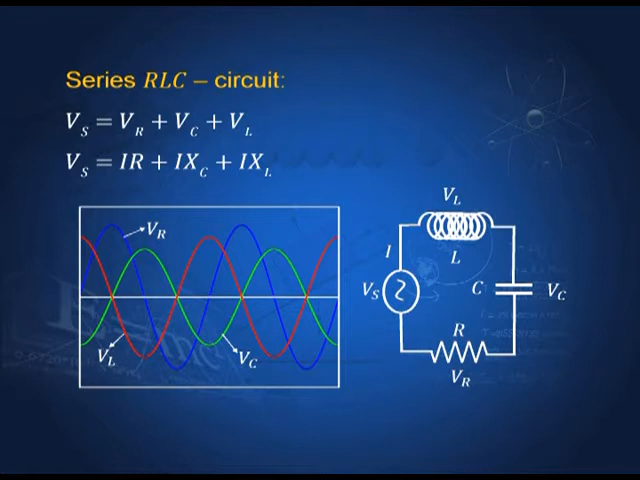 Series RLC – circuit:
V_S = V_R + V_C + V_L
V_S = IR + IX_C + IX_L
V_R
V_L
V_C
V_L
I
L
V_S
C
V_C
R
V_R